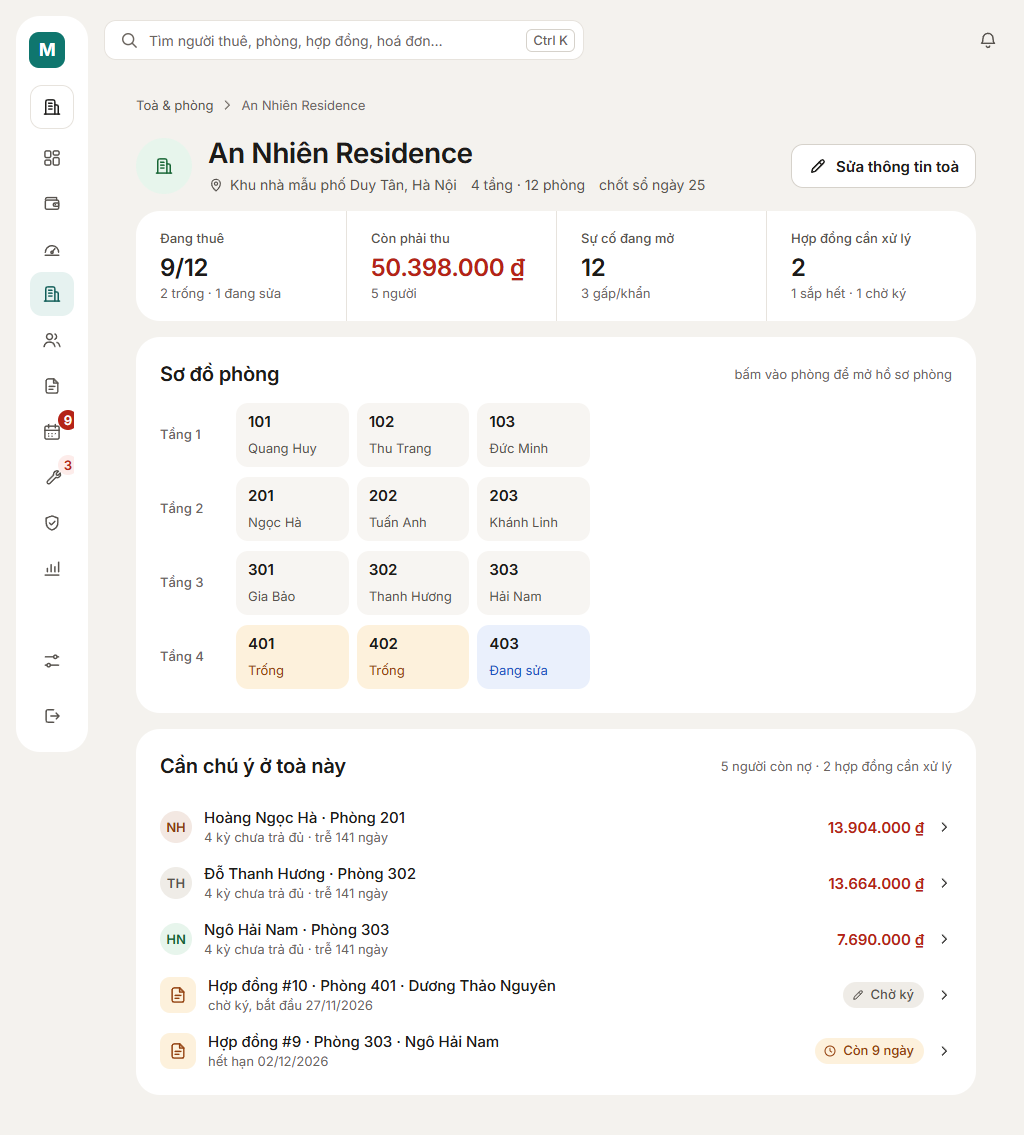 M
Tìm người thuê, phòng, hợp đồng, hoá đơn...
Ctrl K
Toà & phòng
An Nhiên Residence
An Nhiên Residence
Khu nhà mẫu phố Duy Tân, Hà Nội 4 tầng · 12 phòng chốt sổ ngày 25
Sửa thông tin toà
Đang thuê
9/12
2 trống · 1 đang sửa
Còn phải thu
50.398.000 ₫
5 người
Sự cố đang mở
12
3 gấp/khẩn
Hợp đồng cần xử lý
2
1 sắp hết · 1 chờ ký
9
3
Sơ đồ phòng
bấm vào phòng để mở hồ sơ phòng
Tầng 1
101
Quang Huy
102
Thu Trang
103
Đức Minh
Tầng 2
201
Ngọc Hà
202
Tuấn Anh
203
Khánh Linh
Tầng 3
301
Gia Bảo
302
Thanh Hương
303
Hải Nam
Tầng 4
401
Trống
402
Trống
403
Đang sửa
Cần chú ý ở toà này
5 người còn nợ · 2 hợp đồng cần xử lý
NH
Hoàng Ngọc Hà · Phòng 201
4 kỳ chưa trả đủ · trễ 141 ngày
13.904.000 ₫
TH
Đỗ Thanh Hương · Phòng 302
4 kỳ chưa trả đủ · trễ 141 ngày
13.664.000 ₫
HN
Ngô Hải Nam · Phòng 303
4 kỳ chưa trả đủ · trễ 141 ngày
7.690.000 ₫
Hợp đồng #10 · Phòng 401 · Dương Thảo Nguyên
chờ ký, bắt đầu 27/11/2026
Chờ ký
Hợp đồng #9 · Phòng 303 · Ngô Hải Nam
hết hạn 02/12/2026
Còn 9 ngày